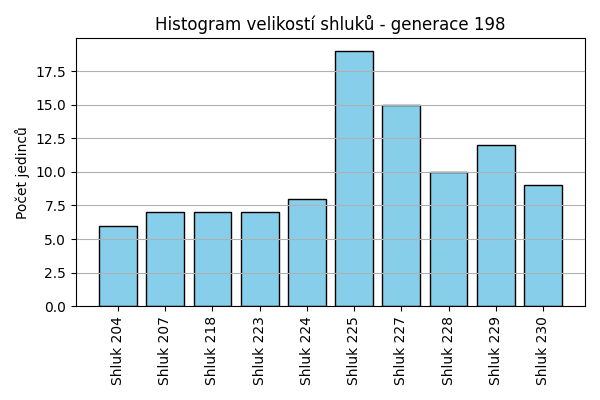 Histogram velikostí shluků - generace 198
Počet jedinců
17.5
15.0
12.5
10.0
7.5
5.0
2.5
0.0
Shluk 204
Shluk 207
Shluk 218
Shluk 223
Shluk 224
Shluk 225
Shluk 227
Shluk 228
Shluk 229
Shluk 230